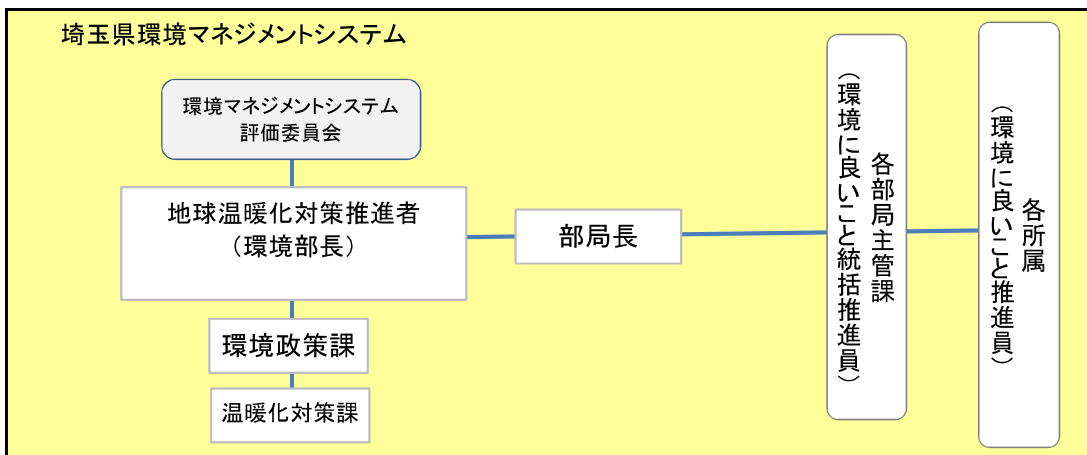 埼玉県環境マネジメントシステム
環境マネジメントシステム
評価委員会
地球温暖化対策推進者
（環境部長）
環境政策課
温暖化対策課
部局長
各部局主管課
（環境に良いこと統括推進員）
各所属
（環境に良いこと推進員）